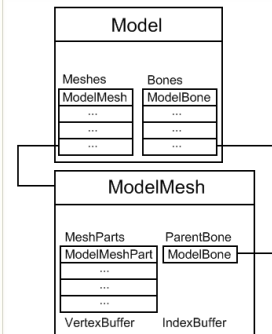 Model
Meshes Bones
ModelMesh ModelBone
... ...
... ...
... ...
ModelMesh
MeshParts ParentBone
ModelMeshPart ModelBone
...
...
...
VertexBuffer IndexBuffer